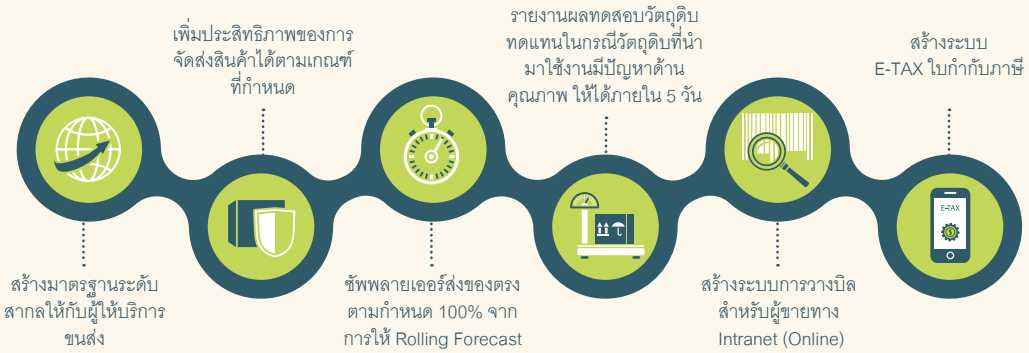 สร้างมาตรฐานระดับ
สากลให้กับผู้ให้บริการ
ขนส่ง
เพิ่มประสิทธิภาพของการ
จัดส่งสินค้าได้ตามเกณฑ์
ที่กำหนด
ซัพพลายเออร์ส่งของตรง
ตามกำหนด 100% จาก
การให้ Rolling Forecast
รายงานผลทดสอบวัตถุดิบ
ทดแทนในกรณีวัตถุดิบที่นำ
มาใช้งานมีปัญหาด้าน
คุณภาพ ให้ได้ภายใน 5 วัน
สร้างระบบการวางบิล
สำหรับผู้ขายทาง
Intranet (Online)
สร้างระบบ
E-TAX ใบกำกับภาษี
E-TAX